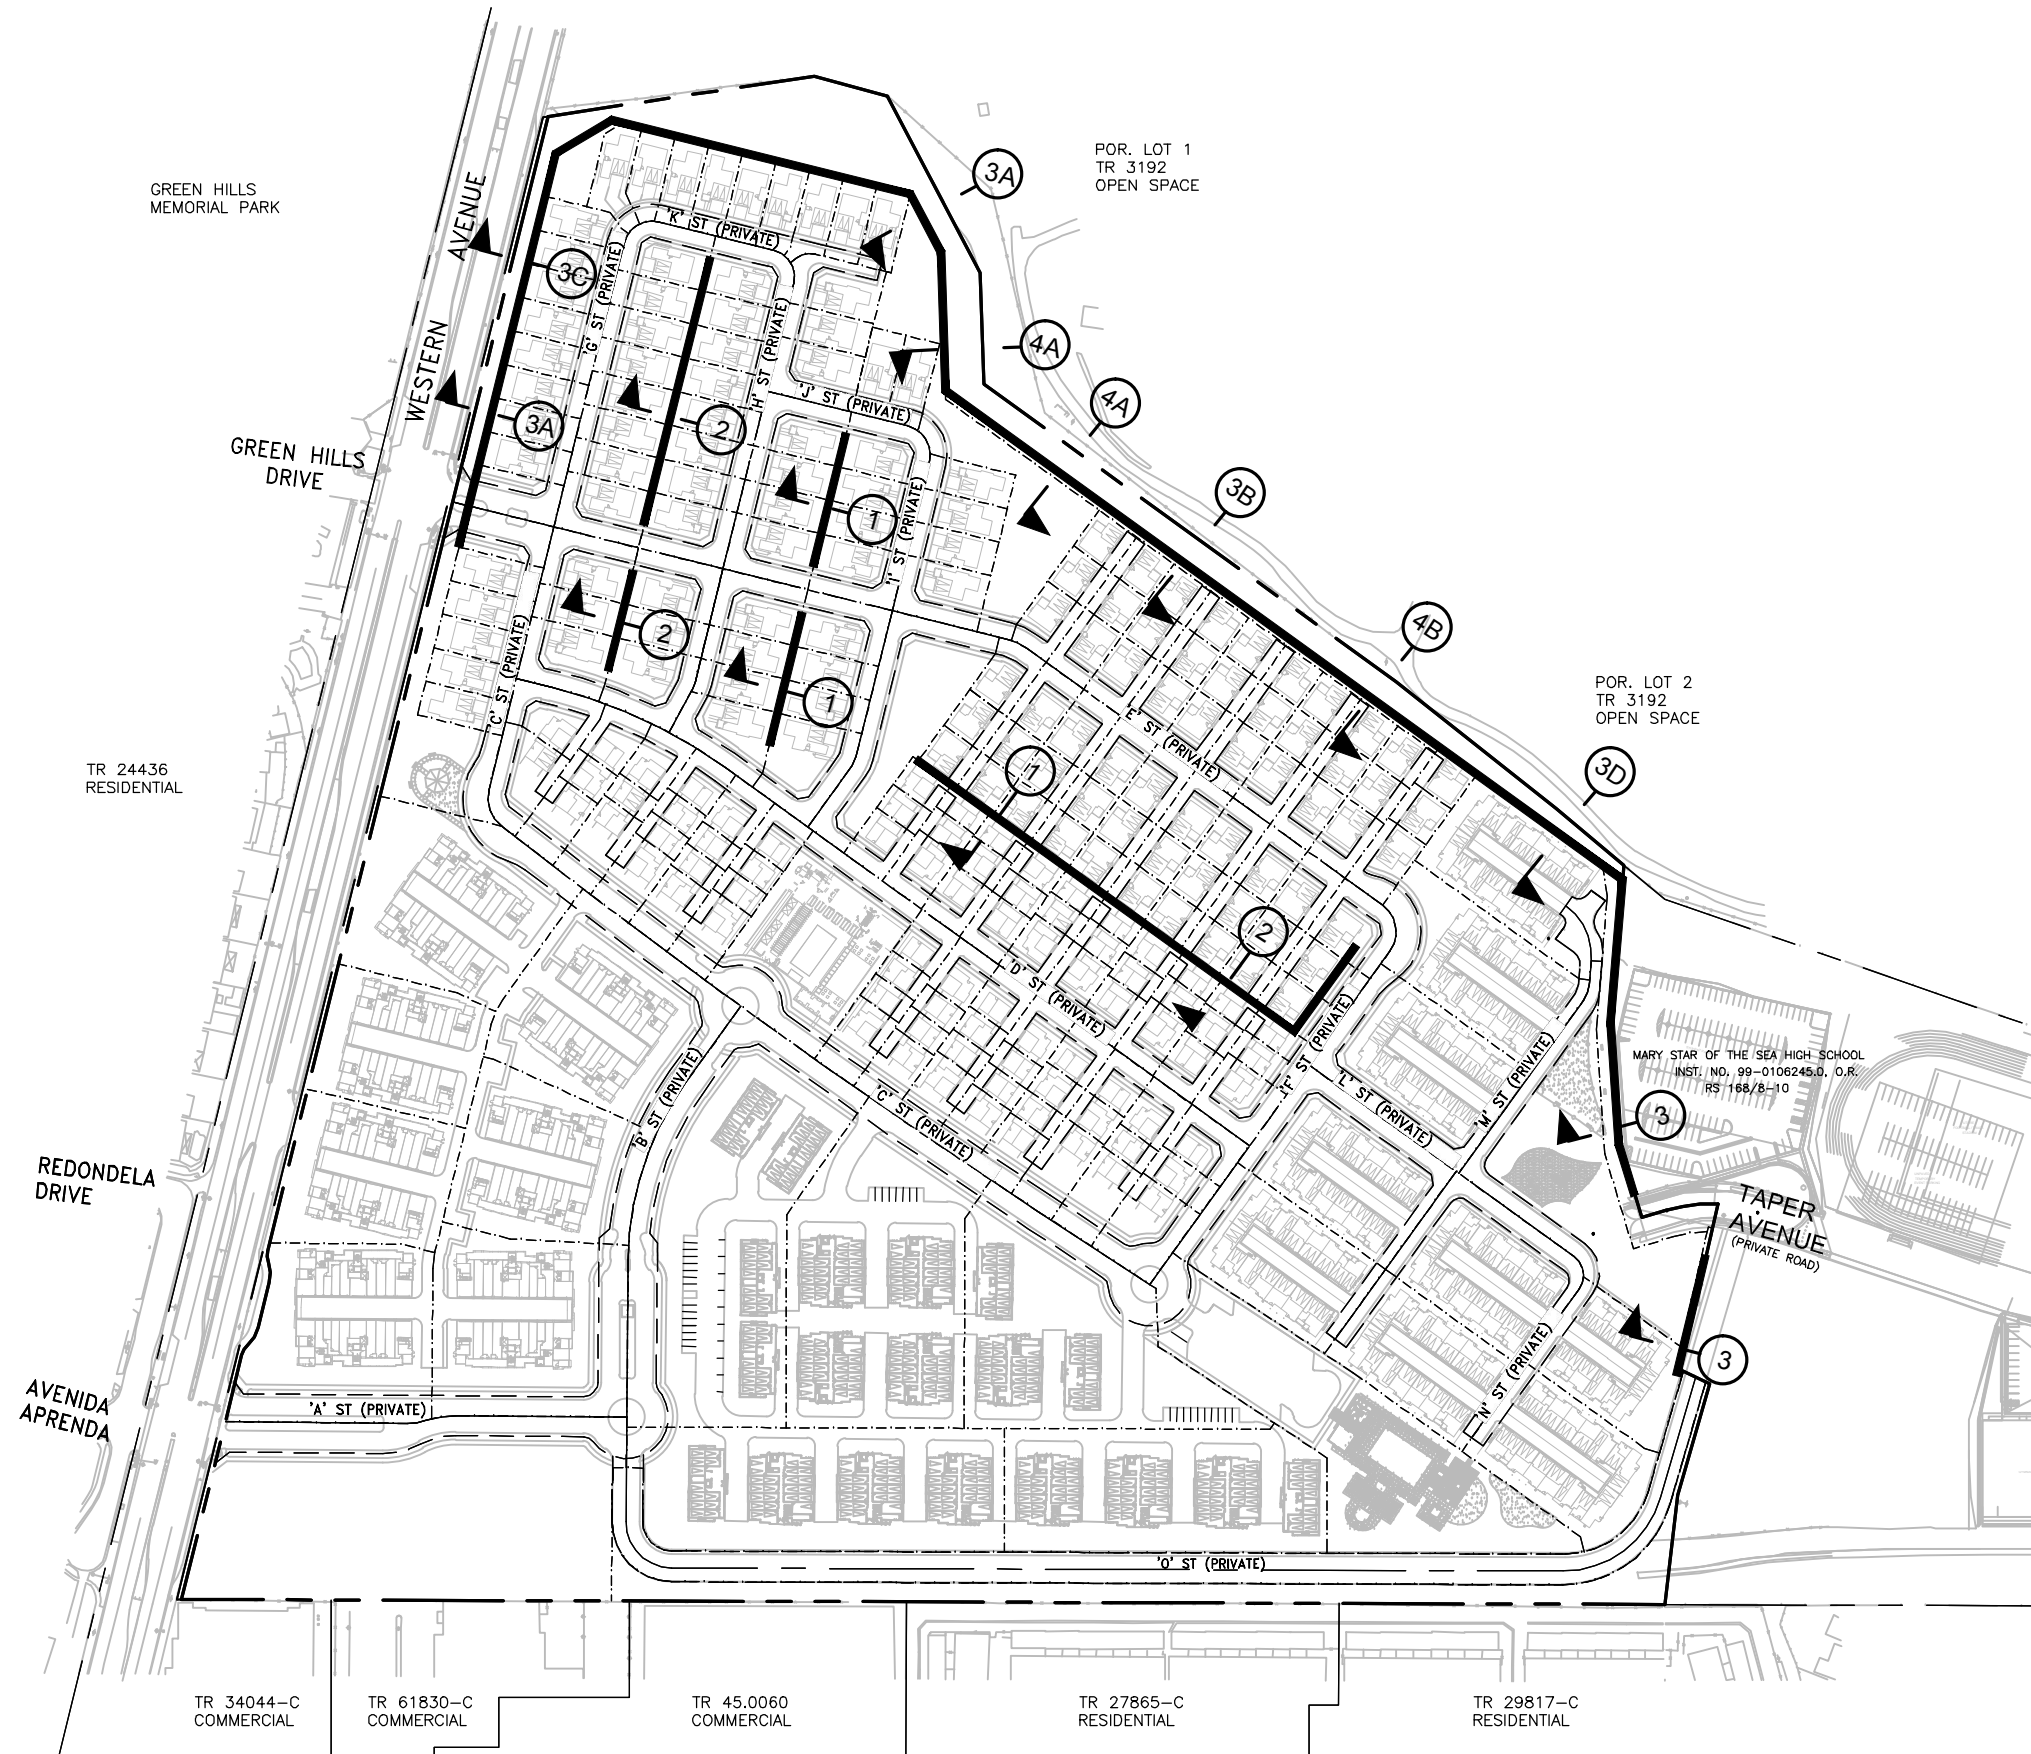 3A
POR. LOT 1
TR 3192
OPEN SPACE
GREEN HILLS
MEMORIAL PARK
WESTERN AVENUE
'K' ST (PRIVATE)
3C
'G' ST (PRIVATE)
'H' ST (PRIVATE)
4A
4A
'J' ST (PRIVATE)
3A
2
GREEN HILLS
DRIVE
3B
1
'I' ST (PRIVATE)
2
4B
'C' ST (PRIVATE)
1
POR. LOT 2
TR 3192
OPEN SPACE
'E' ST (PRIVATE)
1
3D
TR 24436
RESIDENTIAL
2
'D' ST (PRIVATE)
'F' ST (PRIVATE)
MARY STAR OF THE SEA HIGH SCHOOL
INST. NO. 99-0106245.0, O.R.
RS 168/8-10
3
'B' ST (PRIVATE)
'C' ST (PRIVATE)
'L' ST (PRIVATE)
'M' ST (PRIVATE)
REDONDELA
DRIVE
TAPER
AVENUE
(PRIVATE ROAD)
3
'N' ST (PRIVATE)
AVENIDA
APRENDA
'A' ST (PRIVATE)
'O' ST (PRIVATE)
TR 34044-C
COMMERCIAL
TR 61830-C
COMMERCIAL
TR 45.0060
COMMERCIAL
TR 27865-C
RESIDENTIAL
TR 29817-C
RESIDENTIAL